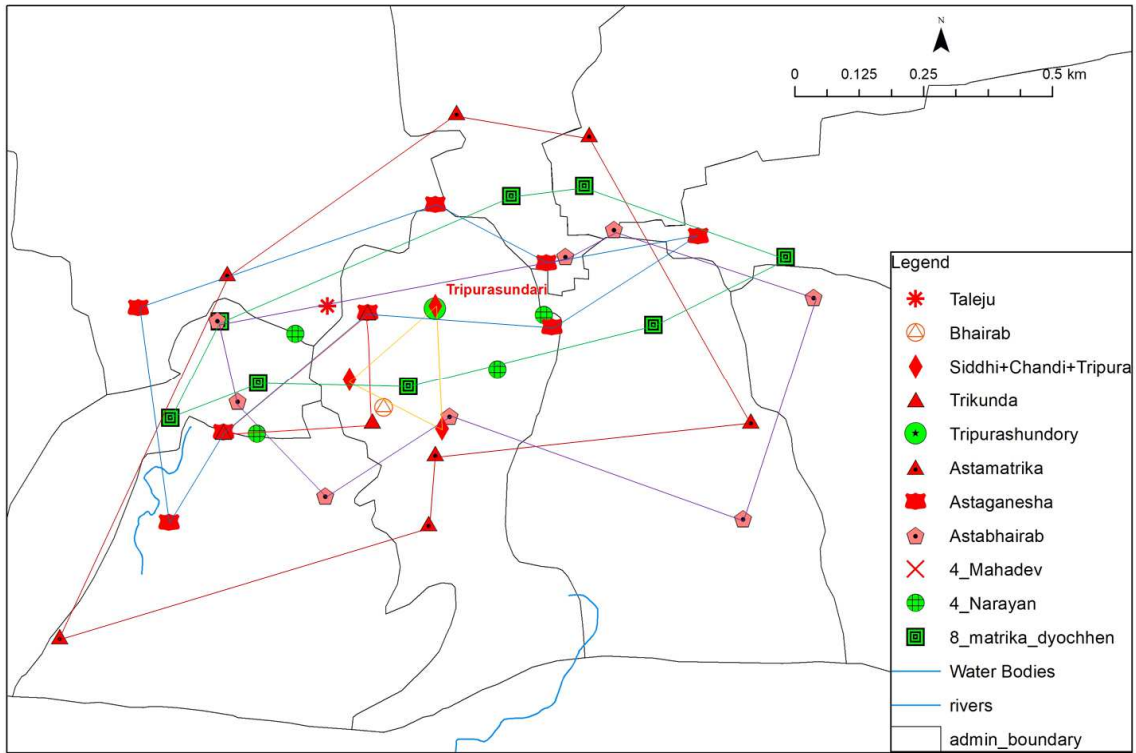 N
0 0.125 0.25 0.5 km
Tripurasundari
Legend
Taleju
Bhairab
Siddhi+Chandi+Tripura
Trikunda
Tripurashundory
Astamatrika
Astaganesha
Astabhairab
4_Mahadev
4_Narayan
8_matrika_dyochhen
Water Bodies
rivers
admin_boundary